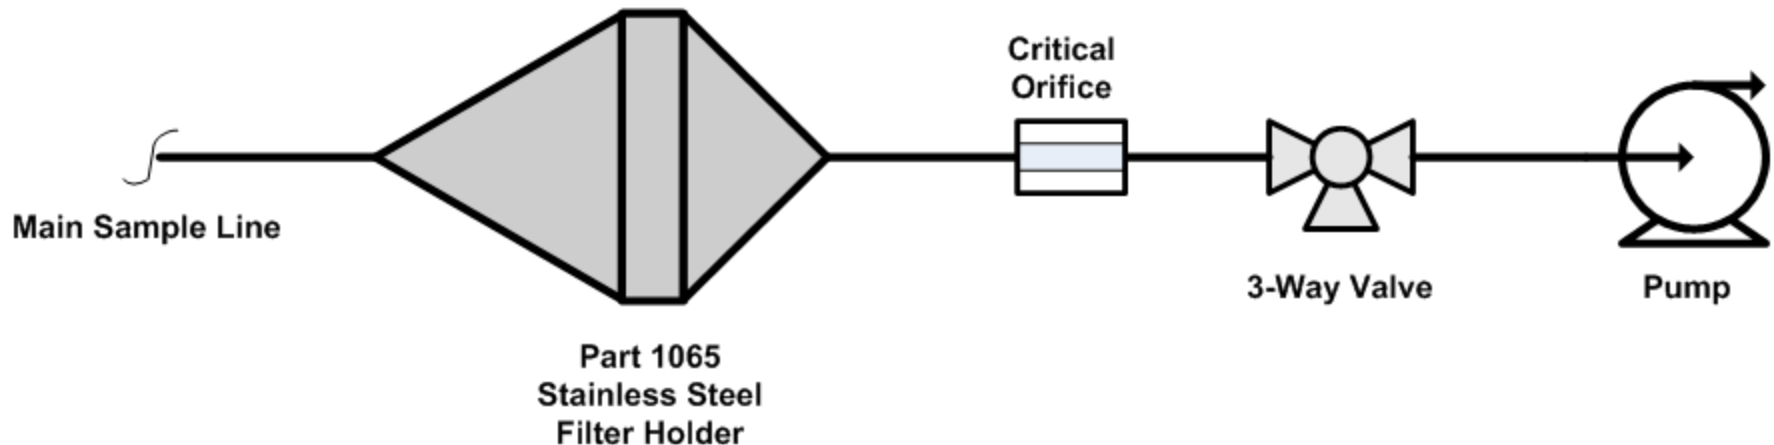 Main Sample Line
Part 1065
Stainless Steel
Filter Holder
Critical
Orifice
3-Way Valve
Pump